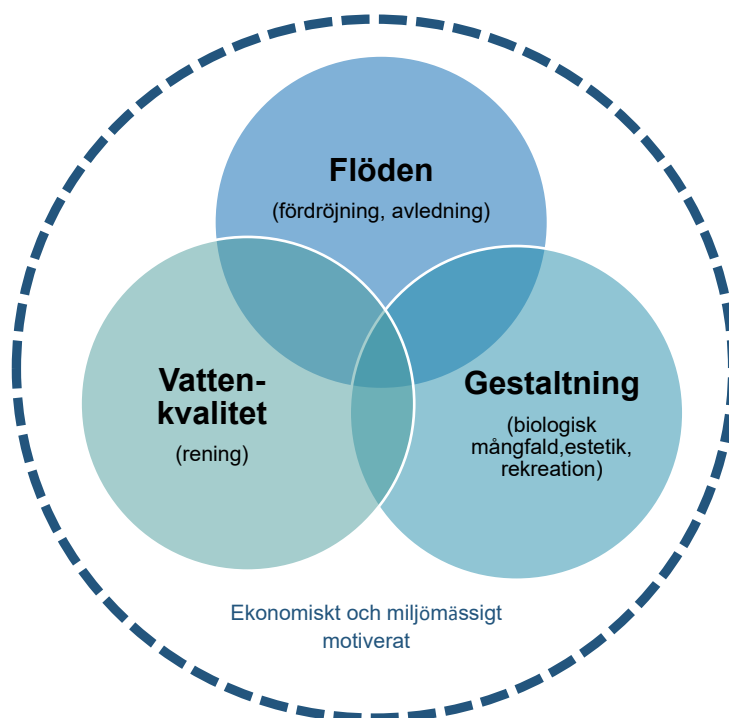 Flöden
(fördröjning, avledning)
Vatten-
kvalitet
(rening)
Gestaltning
(biologisk
mångfald,estetik,
rekreation)
Ekonomiskt och miljömässigt
motiverat